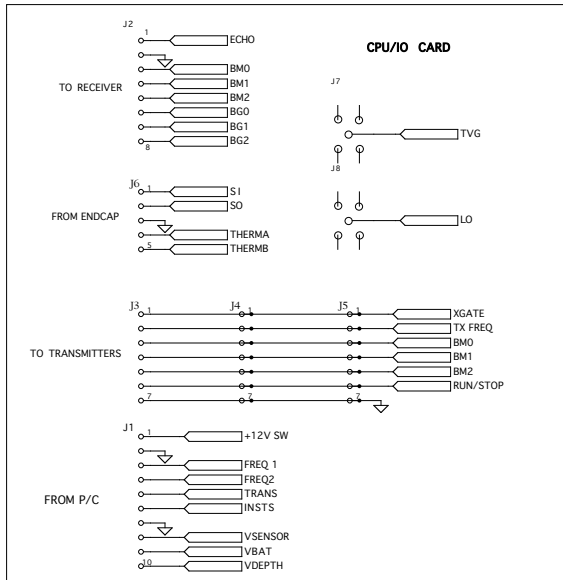 J2
1
ECHO
CPU/IO CARD
TO RECEIVER
BM0
BM1
BM2
BG0
BG1
8
BG2
J7
TVG
J8
LO
J6
1
SI
SO
FROM ENDCAP
THERMA
5
THERMB
J3
J4
J5
1
1
1
XGATE
TX FREQ
BM0
TO TRANSMITTERS
BM1
BM2
RUN/STOP
7
7
7
J1
1
+12V SW
FREQ 1
FREQ2
FROM P/C
TRANS
INSTS
VSENSOR
VBAT
10
VDEPTH